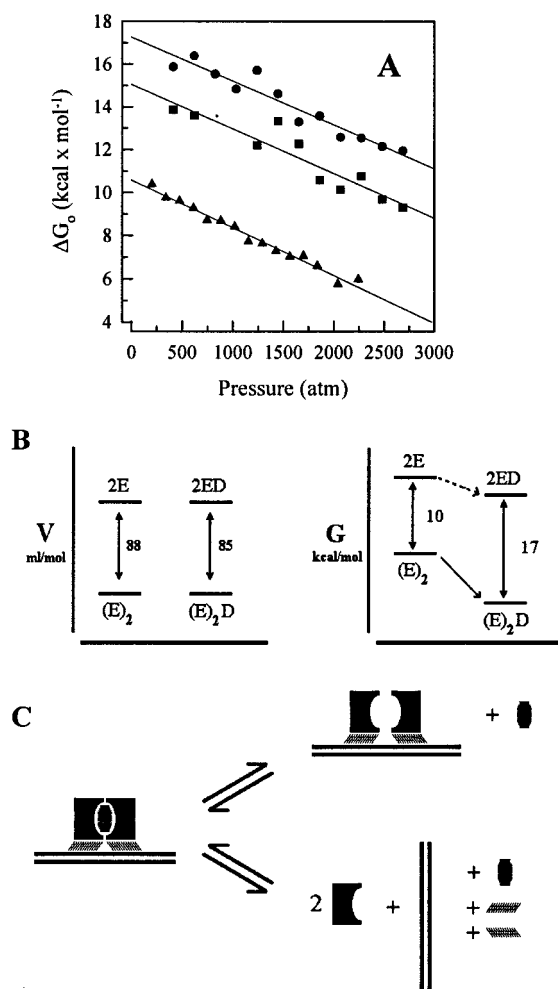 A
18
16
14
12
10
8
6
4
ΔG₀ (kcal x mol⁻¹)
0 500 1000 1500 2000 2500 3000
Pressure (atm)
B
V
ml/mol
2E 2ED
88 85
(E)₂ (E)₂D
G
kcal/mol
2E 2ED
10 17
(E)₂ (E)₂D
C
+
2 + +
+
+